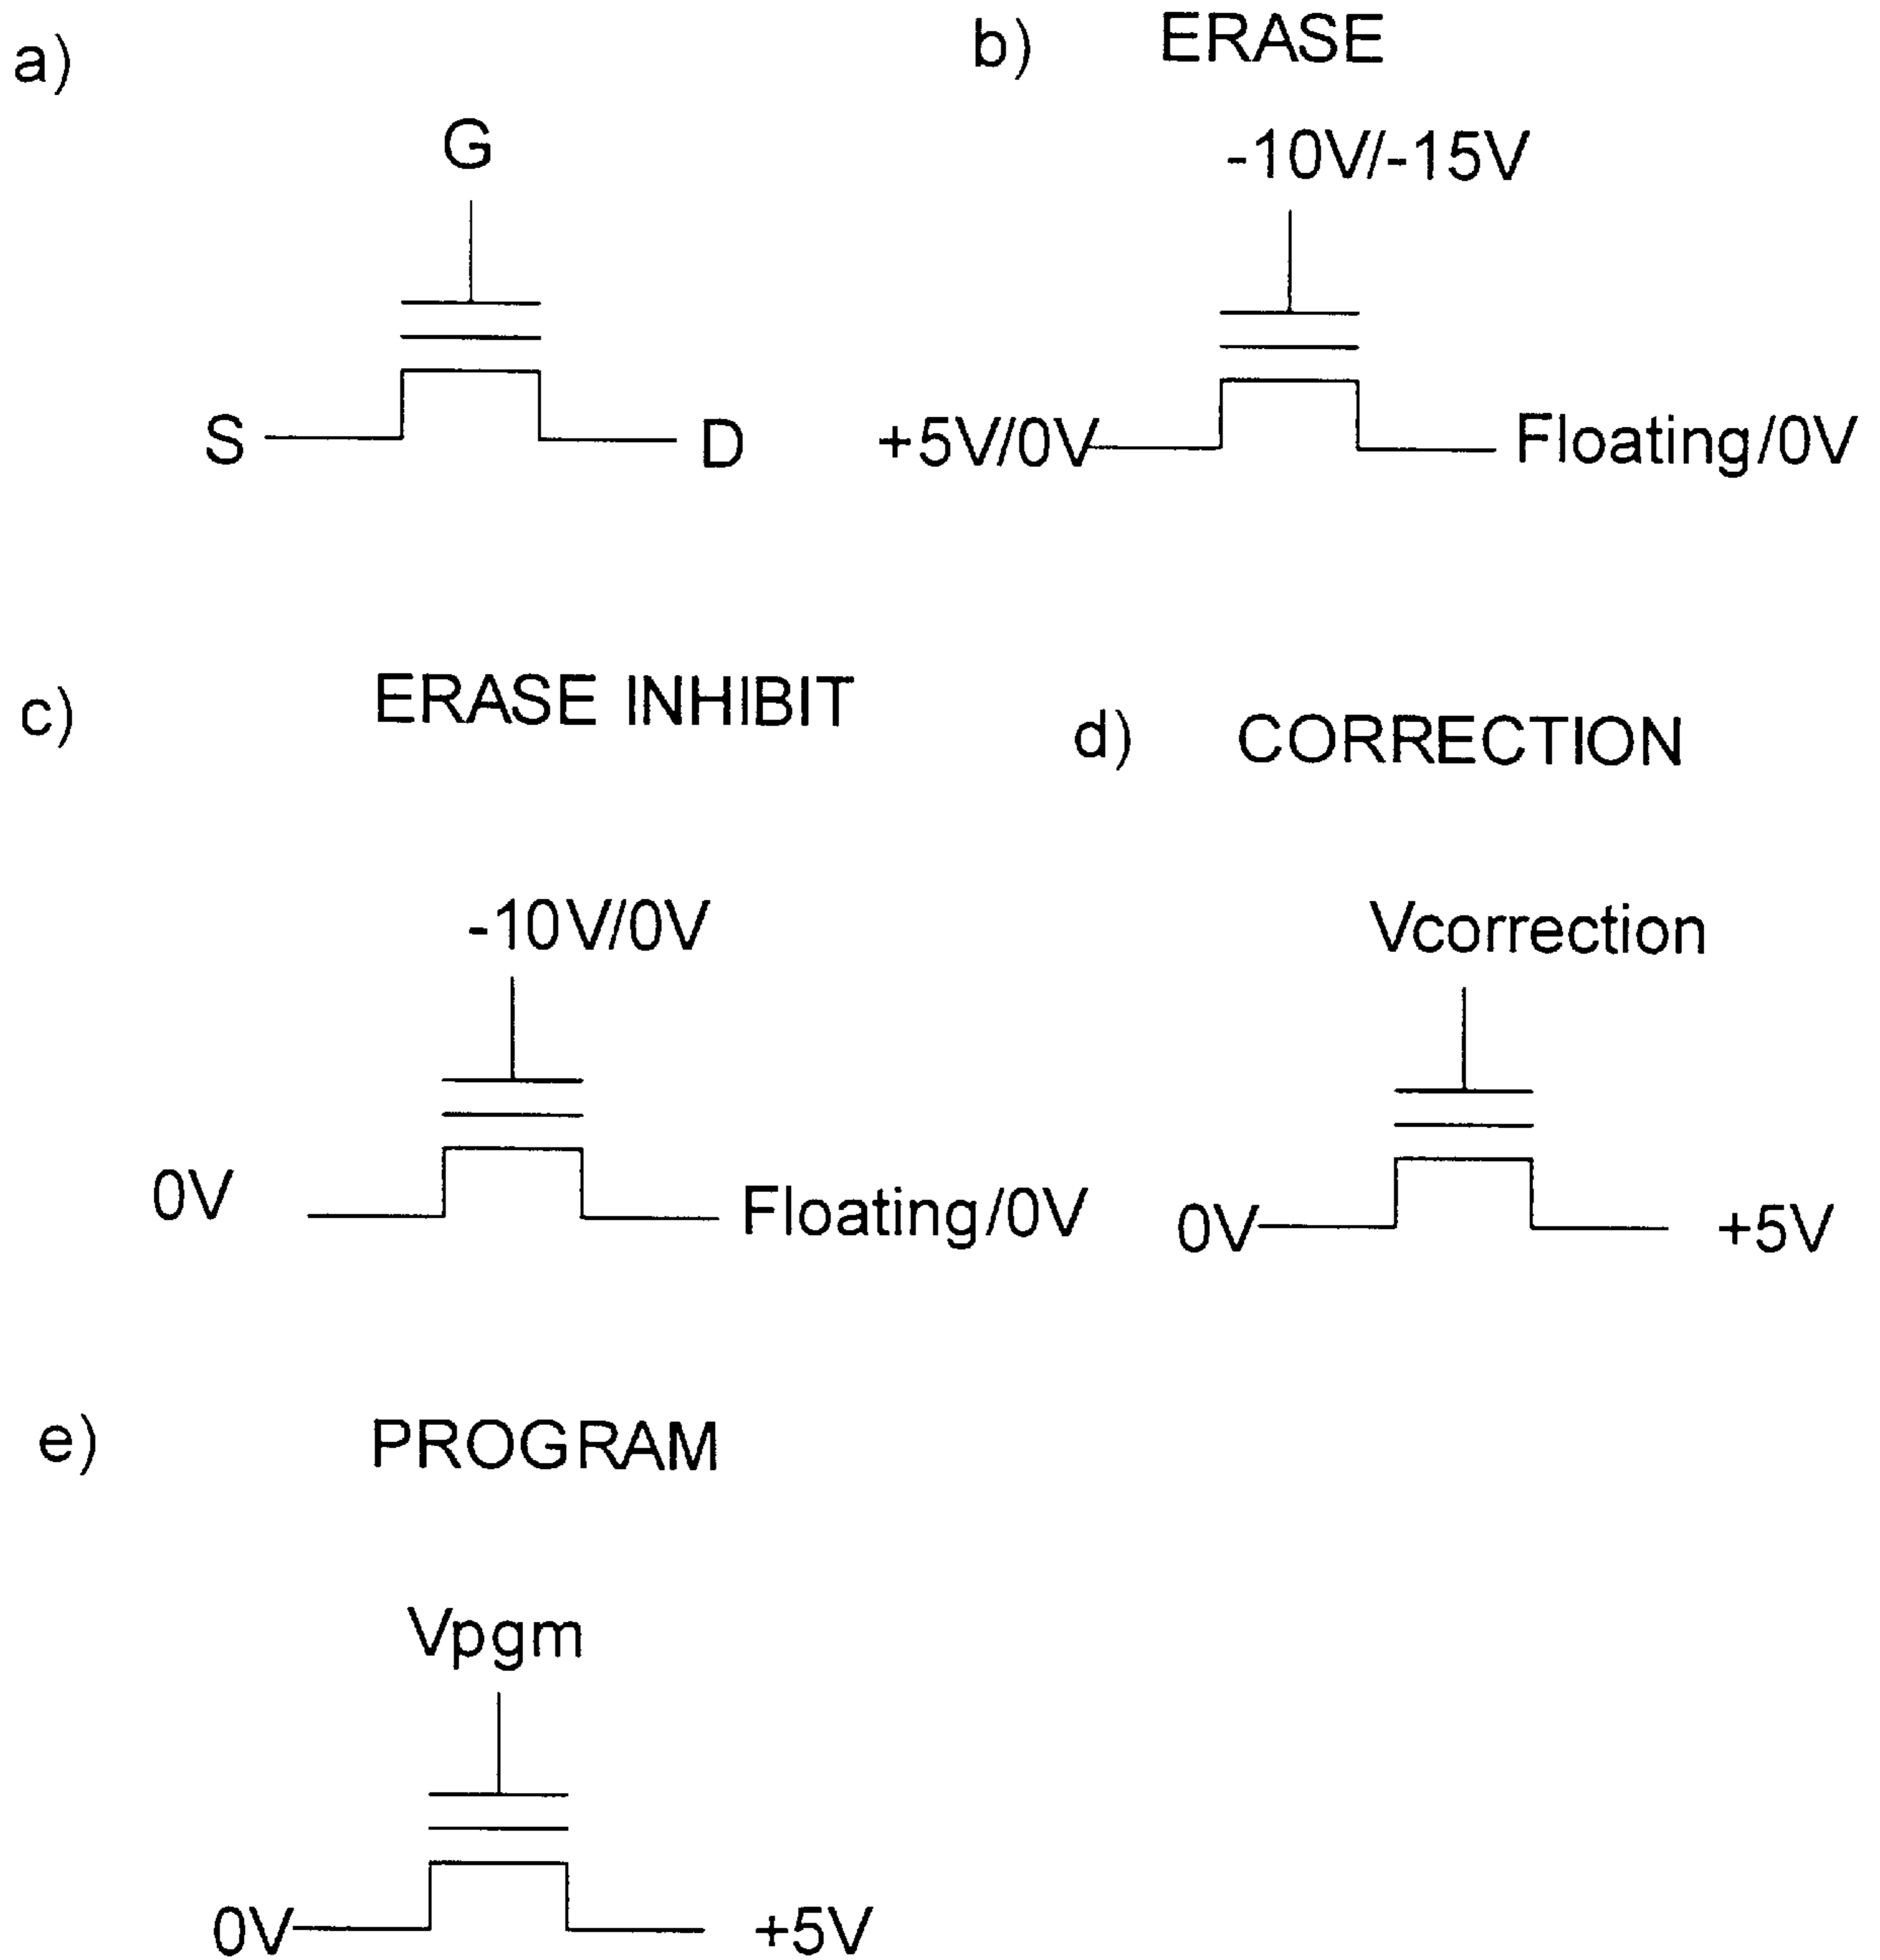 a)
G
S
D
b) ERASE
-10V/-15V
+5V/0V
Floating/0V
c) ERASE INHIBIT
-10V/0V
0V
Floating/0V
d) CORRECTION
Vcorrection
0V
+5V
e) PROGRAM
Vpgm
0V
+5V